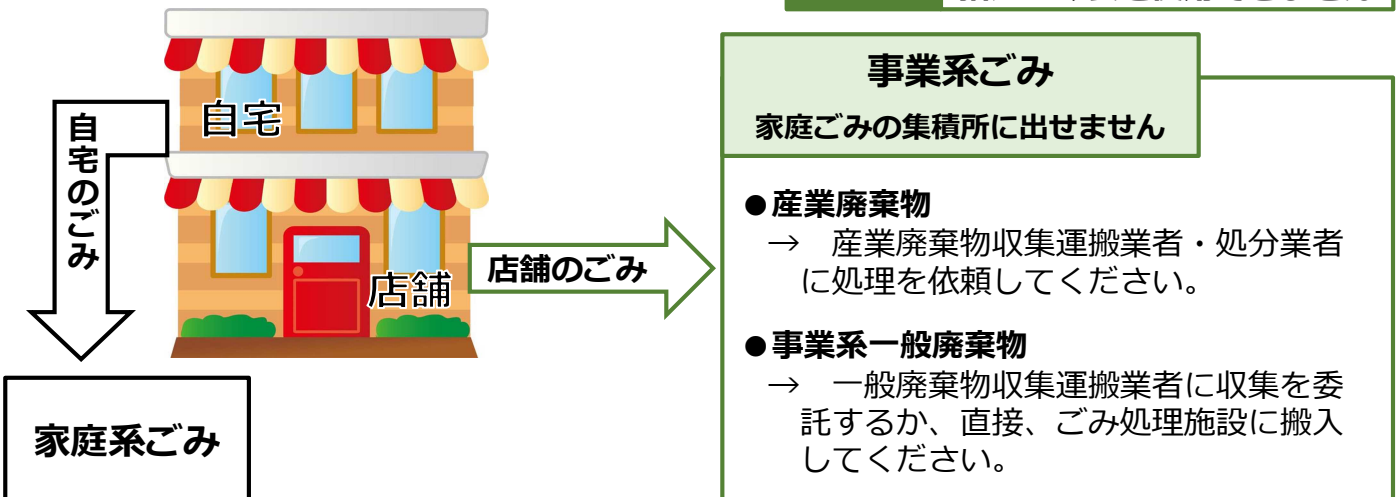 事業系ごみ
家庭ごみの集積所に出せません
自宅
自宅のごみ
店舗
店舗のごみ
家庭系ごみ
●産業廃棄物
→　産業廃棄物収集運搬業者・処分業者
に処理を依頼してください。
●事業系一般廃棄物
→　一般廃棄物収集運搬業者に収集を委
託するか、直接、ごみ処理施設に搬入
してください。